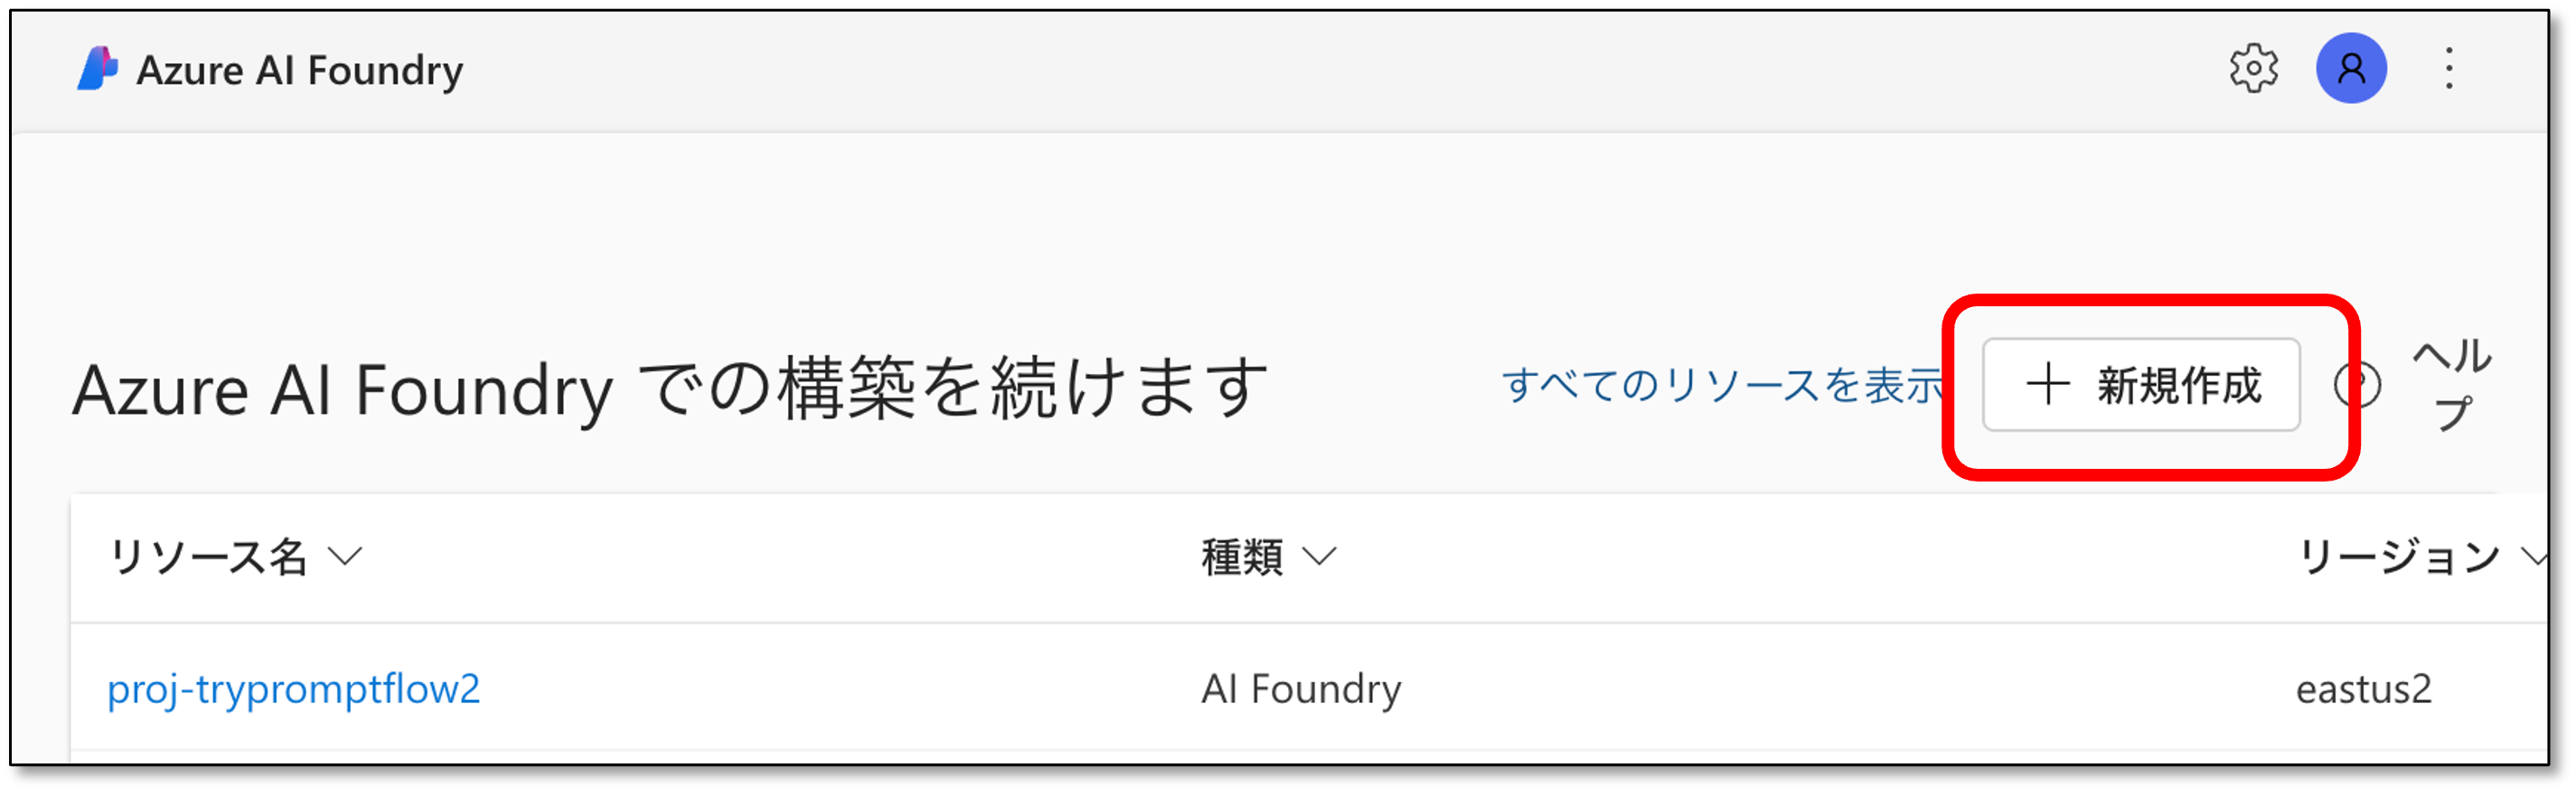 Azure AI Foundry
Azure AI Foundry での構築を続けます
すべてのリソースを表示
新規作成
ヘル
プ
リソース名 種類 リージョン
proj-trypromptflow2 AI Foundry eastus2